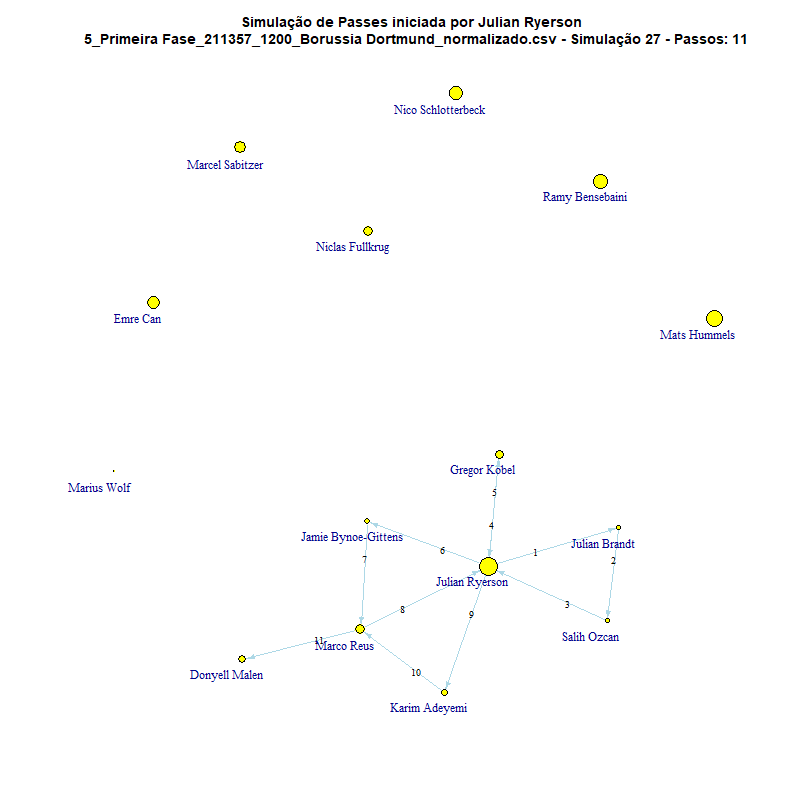 Simulação de Passes iniciada por Julian Ryerson
5_Primeira Fase_211357_1200_Borussia Dortmund_normalizado.csv - Simulação 27 - Passos: 11
Nico Schlotterbeck
Marcel Sabitzer
Ramy Bensebaini
Niclas Fullkrug
Emre Can
Mats Hummels
Gregor Kobel
Marius Wolf
5
4
Jamie Bynoe-Gittens
Julian Brandt
6
1
7
2
Julian Ryerson
3
8
9
Salih Ozcan
11
Marco Reus
10
Donyell Malen
Karim Adeyemi